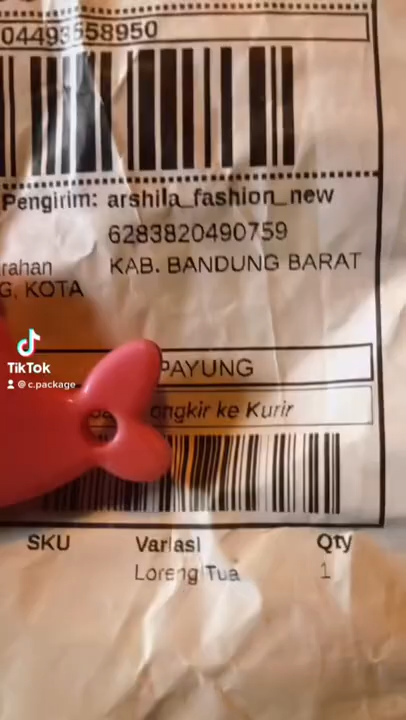 04493558950
Pengirim: arshila_fashion_new
6283820490759
rahan KAB. BANDUNG BARAT
G, KOTA
TikTok
@c.package
PAYUNG
ongkir ke Kurir
SKU Variasi Qty
Loreng Tua 1